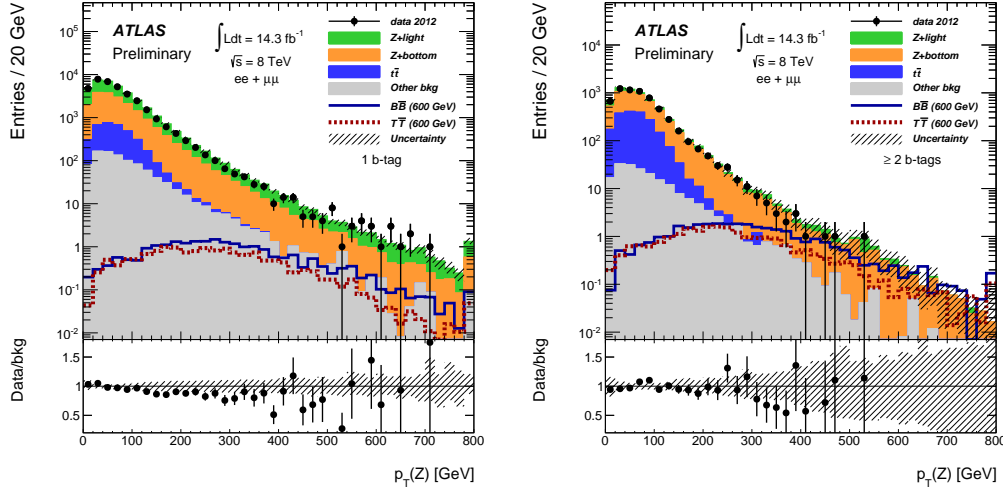 Entries / 20 GeV
10⁵
10⁴
10³
10²
10
1
10⁻¹
10⁻²
ATLAS
Preliminary
∫ Ldt = 14.3 fb⁻¹
√s = 8 TeV
ee + μμ
data 2012
Z+light
Z+bottom
tt̄
Other bkg
BB̄ (600 GeV)
TT̄ (600 GeV)
Uncertainty
1 b-tag
Data/bkg
1.5
1
0.5
0 100 200 300 400 500 600 700 800
p_T(Z) [GeV]
Entries / 20 GeV
10⁵
10⁴
10³
10²
10
1
10⁻¹
10⁻²
ATLAS
Preliminary
∫ Ldt = 14.3 fb⁻¹
√s = 8 TeV
ee + μμ
data 2012
Z+light
Z+bottom
tt̄
Other bkg
BB̄ (600 GeV)
TT̄ (600 GeV)
Uncertainty
≥ 2 b-tags
Data/bkg
1.5
1
0.5
0 100 200 300 400 500 600 700 800
p_T(Z) [GeV]